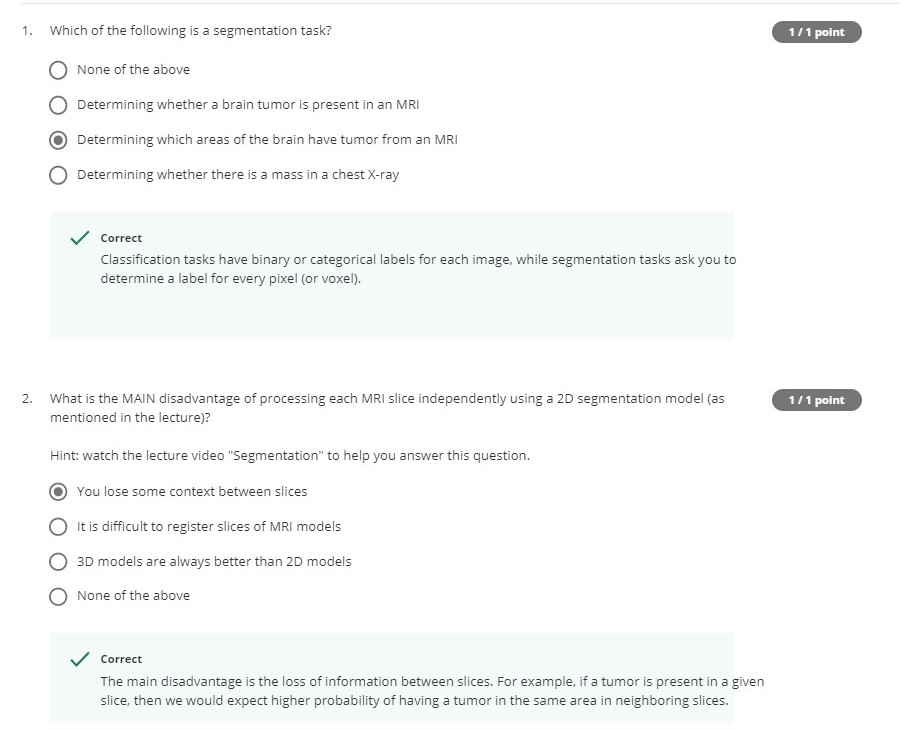 1. Which of the following is a segmentation task?
1 / 1 point
None of the above
Determining whether a brain tumor is present in an MRI
Determining which areas of the brain have tumor from an MRI
Determining whether there is a mass in a chest X-ray
Correct
Classification tasks have binary or categorical labels for each image, while segmentation tasks ask you to
determine a label for every pixel (or voxel).
2. What is the MAIN disadvantage of processing each MRI slice independently using a 2D segmentation model (as
mentioned in the lecture)?
1 / 1 point
Hint: watch the lecture video "Segmentation" to help you answer this question.
You lose some context between slices
It is difficult to register slices of MRI models
3D models are always better than 2D models
None of the above
Correct
The main disadvantage is the loss of information between slices. For example, if a tumor is present in a given
slice, then we would expect higher probability of having a tumor in the same area in neighboring slices.